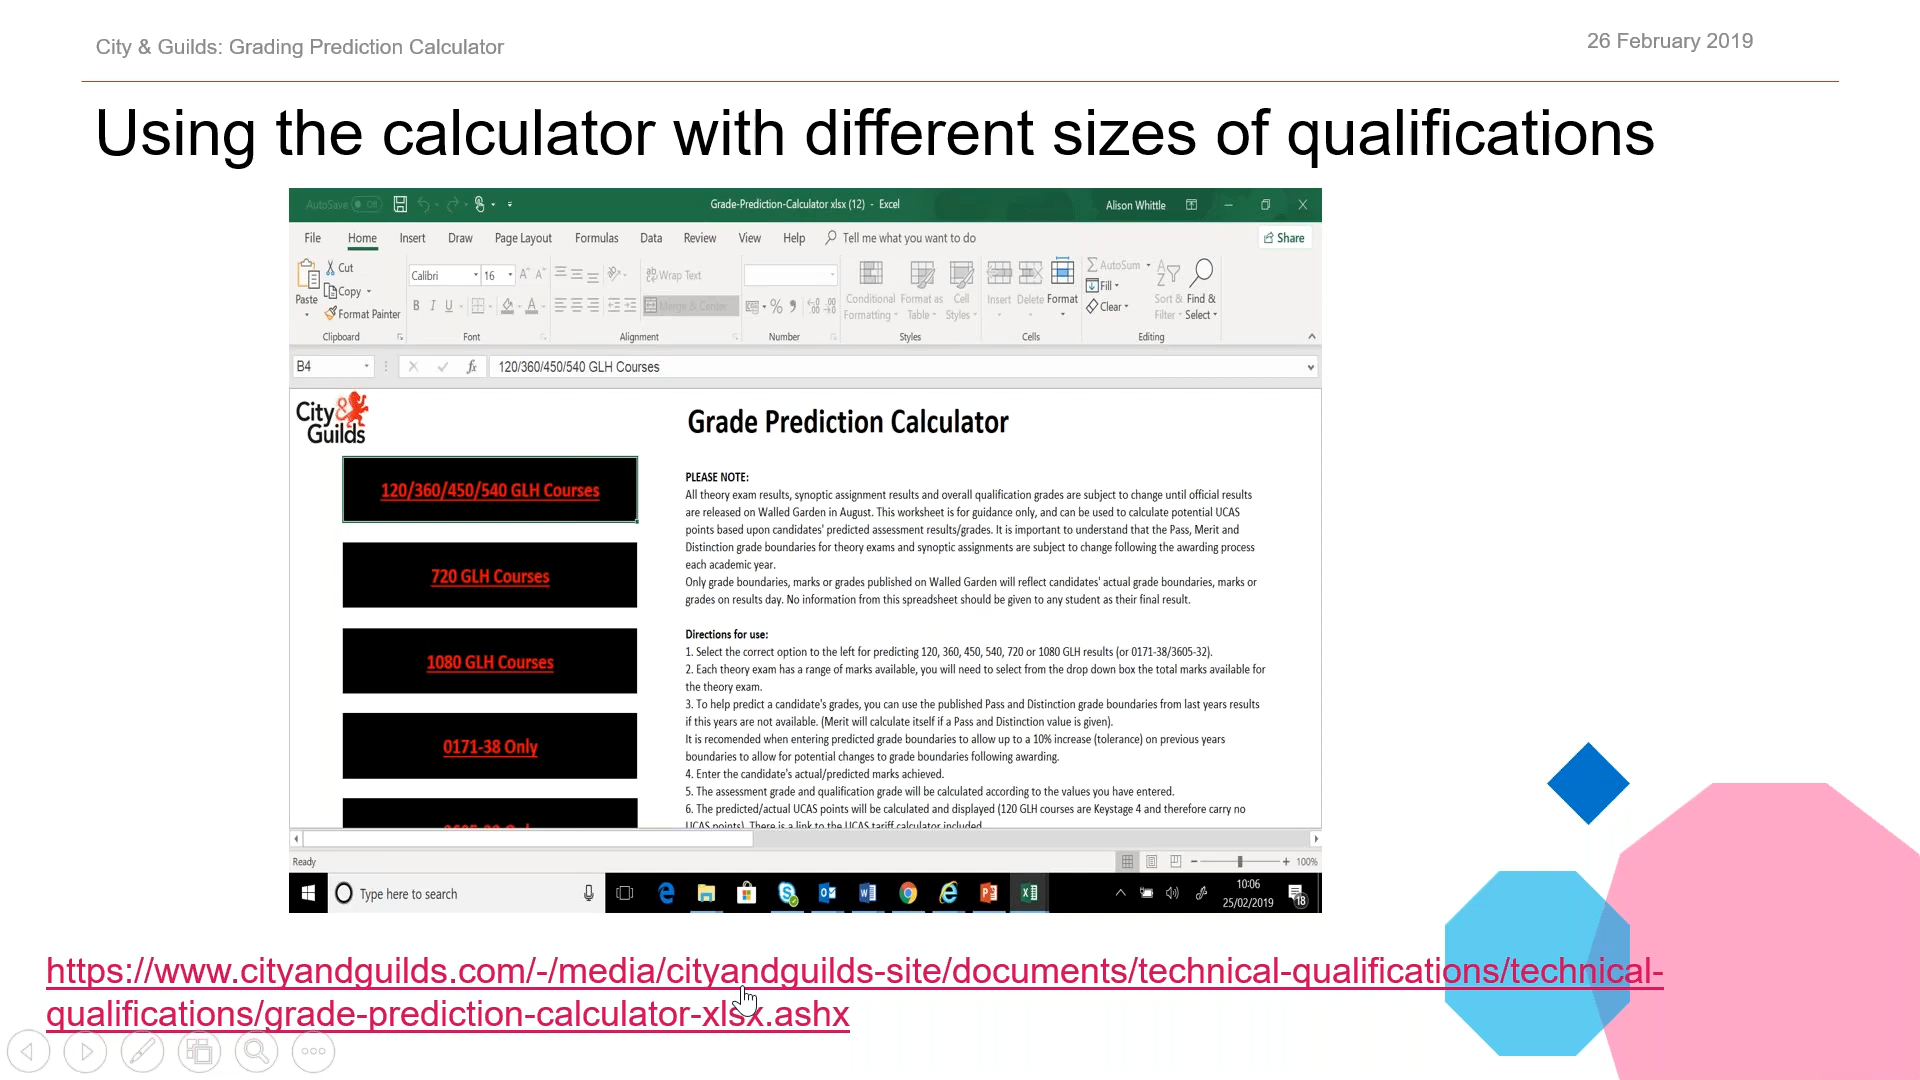 City & Guilds: Grading Prediction Calculator
26 February 2019
Using the calculator with different sizes of qualifications
AutoSave Off
Grade-Prediction-Calculator xlsx (12) - Excel
Alison Whittle
File Home Insert Draw Page Layout Formulas Data Review View Help Tell me what you want to do Share
Paste
Cut
Copy
Format Painter
Calibri 16
B I U
Wrap Text
Merge & Center
Conditional Formatting
Format as Table
Cell Styles
Insert Delete Format
AutoSum
Fill
Clear
Sort & Filter
Find & Select
Clipboard Font Alignment Number Styles Cells Editing
B4 fx 120/360/450/540 GLH Courses
City & Guilds
Grade Prediction Calculator
120/360/450/540 GLH Courses
720 GLH Courses
1080 GLH Courses
0171-38 Only
PLEASE NOTE:
All theory exam results, synoptic assignment results and overall qualification grades are subject to change until official results
are released on Walled Garden in August. This worksheet is for guidance only, and can be used to calculate potential UCAS
points based upon candidates' predicted assessment results/grades. It is important to understand that the Pass, Merit and
Distinction grade boundaries for theory exams and synoptic assignments are subject to change following the awarding process
each academic year.
Only grade boundaries, marks or grades published on Walled Garden will reflect candidates' actual grade boundaries, marks or
grades on results day. No information from this spreadsheet should be given to any student as their final result.
Directions for use:
1. Select the correct option to the left for predicting 120, 360, 450, 540, 720 or 1080 GLH results (or 0171-38/3605-32).
2. Each theory exam has a range of marks available, you will need to select from the drop down box the total marks available for
the theory exam.
3. To help predict a candidate's grades, you can use the published Pass and Distinction grade boundaries from last years results
if this years are not available. (Merit will calculate itself if a Pass and Distinction value is given).
It is recomended when entering predicted grade boundaries to allow up to a 10% increase (tolerance) on previous years
boundaries to allow for potential changes to grade boundaries following awarding.
4. Enter the candidate's actual/predicted marks achieved.
5. The assessment grade and qualification grade will be calculated according to the values you have entered.
6. The predicted/actual UCAS points will be calculated and displayed (120 GLH courses are Keystage 4 and therefore carry no
UCAS points). There is a link to the UCAS tariff calculator included
Ready
100%
Type here to search
10:06
25/02/2019
18
https://www.cityandguilds.com/-/media/cityandguilds-site/documents/technical-qualifications/technical-
qualifications/grade-prediction-calculator-xlsx.ashx